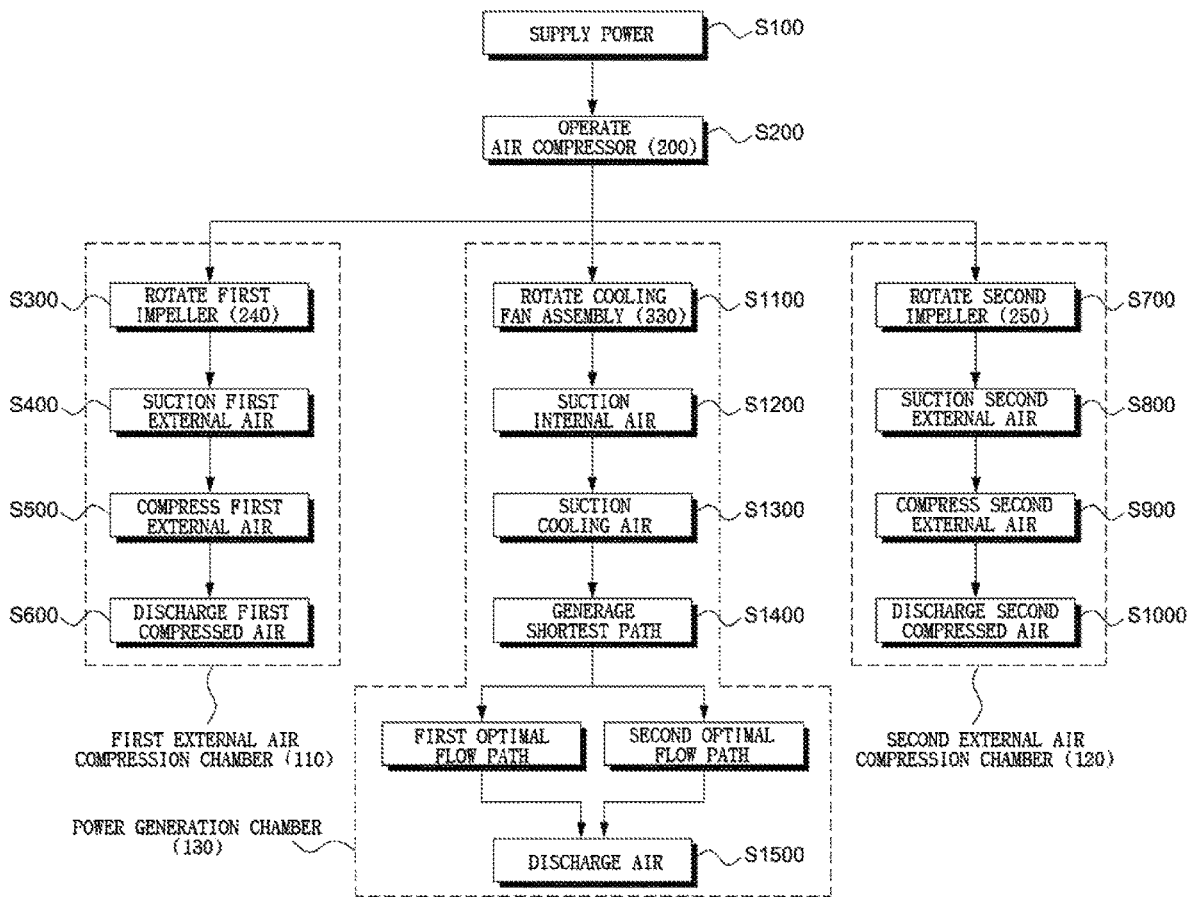 SUPPLY POWER
S100
OPERATE
AIR COMPRESSOR (200)
S200
S300
ROTATE FIRST
IMPELLER (240)
ROTATE COOLING
FAN ASSEMBLY (330)
S1100
ROTATE SECOND
IMPELLER (250)
S700
S400
SUCTION FIRST
EXTERNAL AIR
SUCTION
INTERNAL AIR
S1200
SUCTION SECOND
EXTERNAL AIR
S800
S500
COMPRESS FIRST
EXTERNAL AIR
SUCTION
COOLING AIR
S1300
COMPRESS SECOND
EXTERNAL AIR
S900
S600
DISCHARGE FIRST
COMPRESSED AIR
GENERAGE
SHORTEST PATH
S1400
DISCHARGE SECOND
COMPRESSED AIR
S1000
FIRST EXTERNAL AIR
COMPRESSION CHAMBER (110)
FIRST OPTIMAL
FLOW PATH
SECOND OPTIMAL
FLOW PATH
SECOND EXTERNAL AIR
COMPRESSION CHAMBER (120)
POWER GENERATION CHAMBER
(130)
DISCHARGE AIR
S1500